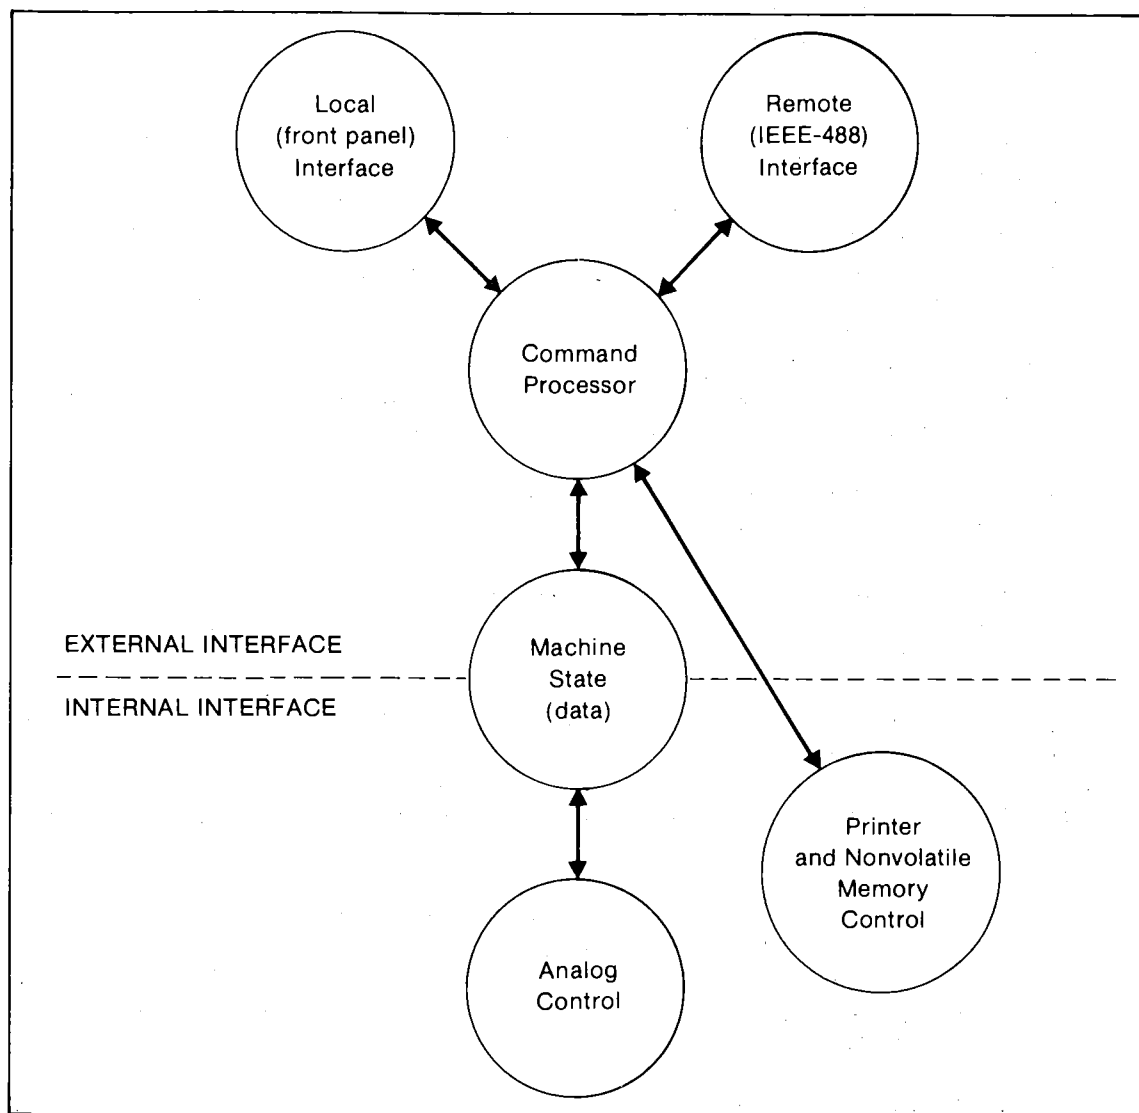 Local
(front panel)
Interface
Remote
(IEEE-488)
Interface
Command
Processor
EXTERNAL INTERFACE
INTERNAL INTERFACE
Machine
State
(data)
Printer
and Nonvolatile
Memory
Control
Analog
Control